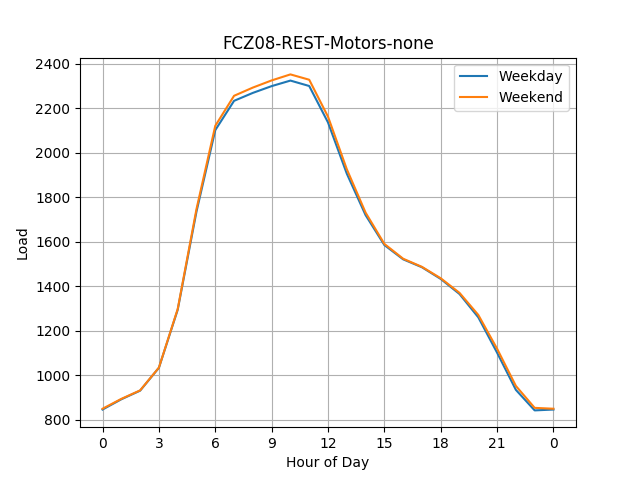 FCZ08-REST-Motors-none
2400
2200
2000
1800
1600
1400
1200
1000
800
Load
Weekday
Weekend
0 3 6 9 12 15 18 21 0
Hour of Day